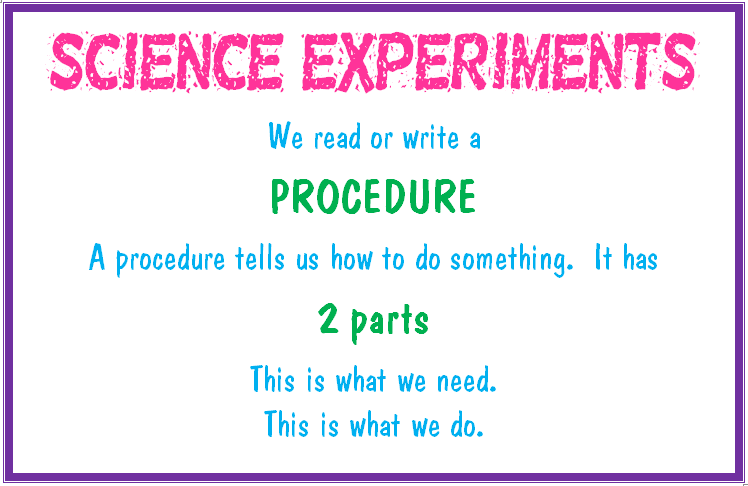 SCIENCE EXPERIMENTS
We read or write a
PROCEDURE
A procedure tells us how to do something.  It has
2 parts
This is what we need.
This is what we do.